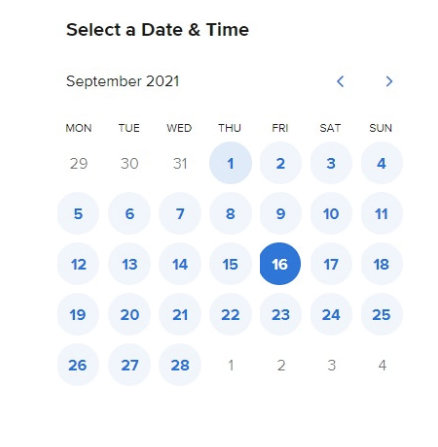 Select a Date & Time
September 2021
MON TUE WED THU FRI SAT SUN
29 30 31 1 2 3 4
5 6 7 8 9 10 11
12 13 14 15 16 17 18
19 20 21 22 23 24 25
26 27 28 1 2 3 4